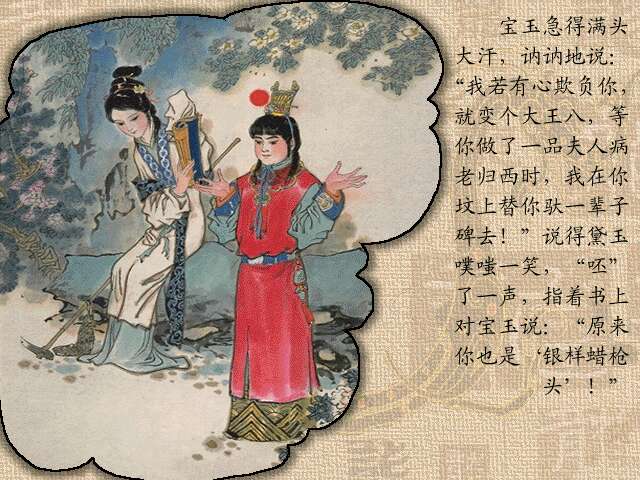 宝玉急得满头
大汗，讷讷地说：
“我若有心欺负你，
就变个大王八，等
你做了一品夫人病
老归西时，我在你
坟上替你驮一辈子
碑去！”说得黛玉
噗嗤一笑，“呸”
了一声，指着书上
对宝玉说：“原来
你也是‘银样蜡枪
头’！”